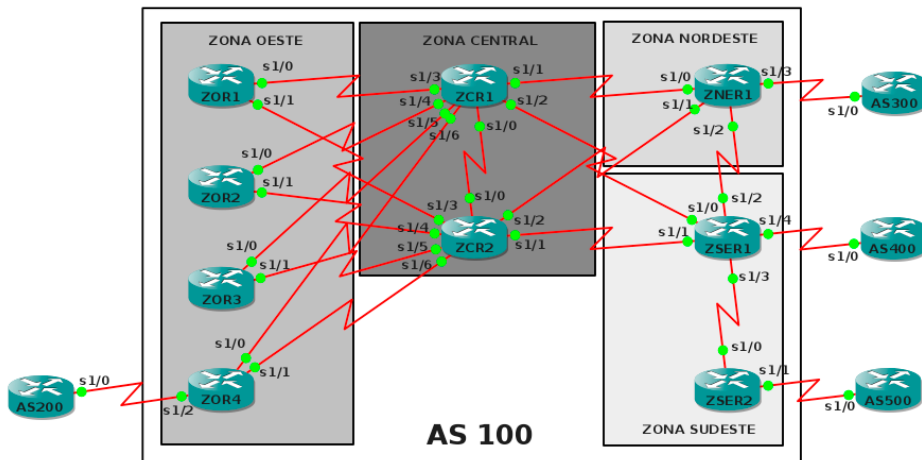 ZONA OESTE
ZONA CENTRAL
ZONA NORDESTE
s1/0
ZOR1
s1/1
s1/3
s1/4
s1/5
s1/6
ZCR1
s1/1
s1/2
s1/0
s1/0
s1/1
ZNER1
s1/3
s1/2
s1/0
AS300
s1/0
ZOR2
s1/1
s1/0
s1/3
s1/4
s1/5
s1/6
ZCR2
s1/2
s1/1
s1/2
s1/0
s1/1
ZSER1
s1/4
s1/3
s1/0
AS400
s1/0
ZOR3
s1/1
s1/0
AS200
s1/2
s1/0
ZOR4
s1/1
s1/0
ZSER2
s1/1
s1/0
AS500
AS 100
ZONA SUDESTE